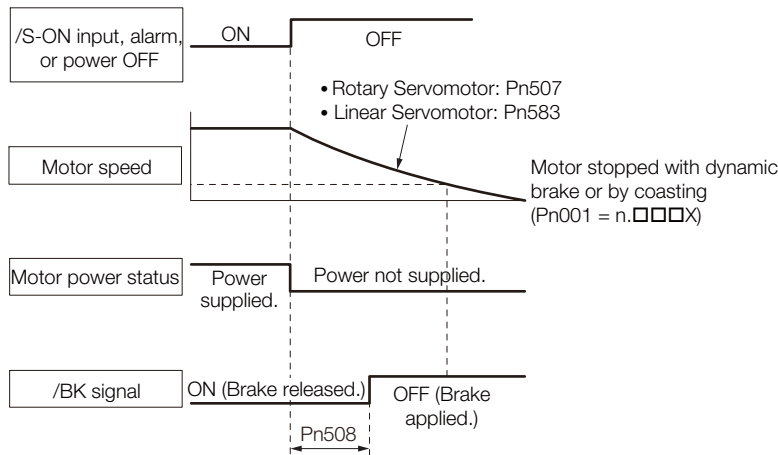 /S-ON input, alarm,
or power OFF
ON
OFF
• Rotary Servomotor: Pn507
• Linear Servomotor: Pn583
Motor speed
Motor stopped with dynamic
brake or by coasting
(Pn001 = n.□□□X)
Motor power status
Power
supplied.
Power not supplied.
/BK signal
ON (Brake released.)
OFF (Brake
applied.)
Pn508